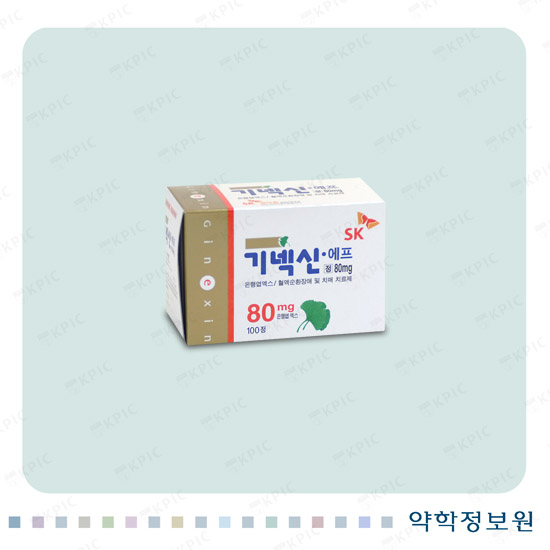 Ginexin
SK
기넥신·에프
정 80mg
은행엽엑스/혈액순환장애 및 치매 치료제
80mg
은행엽 엑스
100정
약학정보원